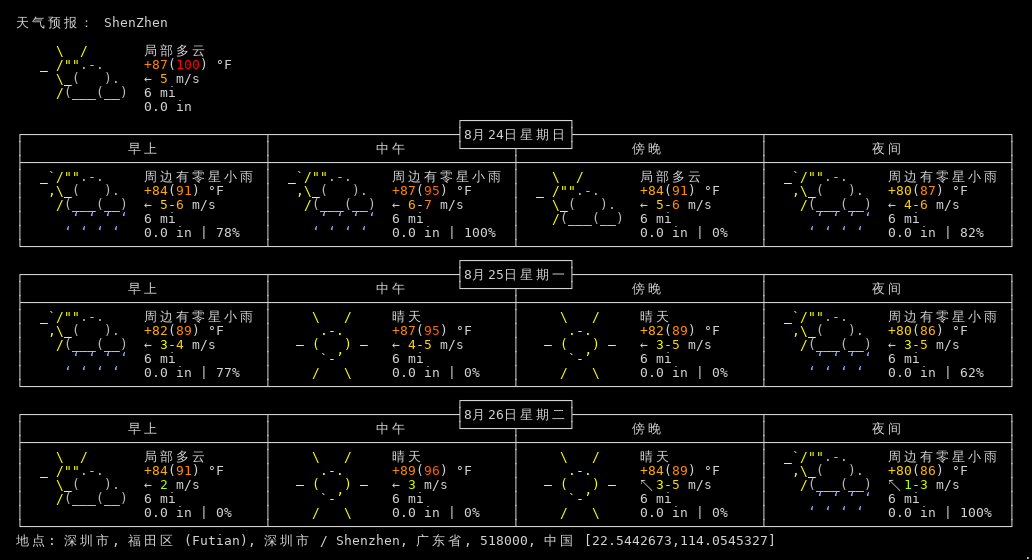 天气预报： ShenZhen
局部多云
+87(100) °F
← 5 m/s
6 mi
0.0 in
8月24日星期日
早上 中午 傍晚 夜间
周边有零星小雨 周边有零星小雨 局部多云 周边有零星小雨
+84(91) °F +87(95) °F +84(91) °F +80(87) °F
← 5-6 m/s ← 6-7 m/s ← 5-6 m/s ← 4-6 m/s
6 mi 6 mi 6 mi 6 mi
0.0 in | 78% 0.0 in | 100% 0.0 in | 0% 0.0 in | 82%
8月25日星期一
早上 中午 傍晚 夜间
周边有零星小雨 晴天 晴天 周边有零星小雨
+82(89) °F +87(95) °F +82(89) °F +80(86) °F
← 3-4 m/s ← 4-5 m/s ← 3-5 m/s ← 3-5 m/s
6 mi 6 mi 6 mi 6 mi
0.0 in | 77% 0.0 in | 0% 0.0 in | 0% 0.0 in | 62%
8月26日星期二
早上 中午 傍晚 夜间
局部多云 晴天 晴天 周边有零星小雨
+84(91) °F +89(96) °F +84(89) °F +80(86) °F
← 2 m/s ← 3 m/s ↖ 3-5 m/s ↖ 1-3 m/s
6 mi 6 mi 6 mi 6 mi
0.0 in | 0% 0.0 in | 0% 0.0 in | 0% 0.0 in | 100%
地点: 深圳市, 福田区 (Futian), 深圳市 / Shenzhen, 广东省, 518000, 中国 [22.5442673,114.0545327]